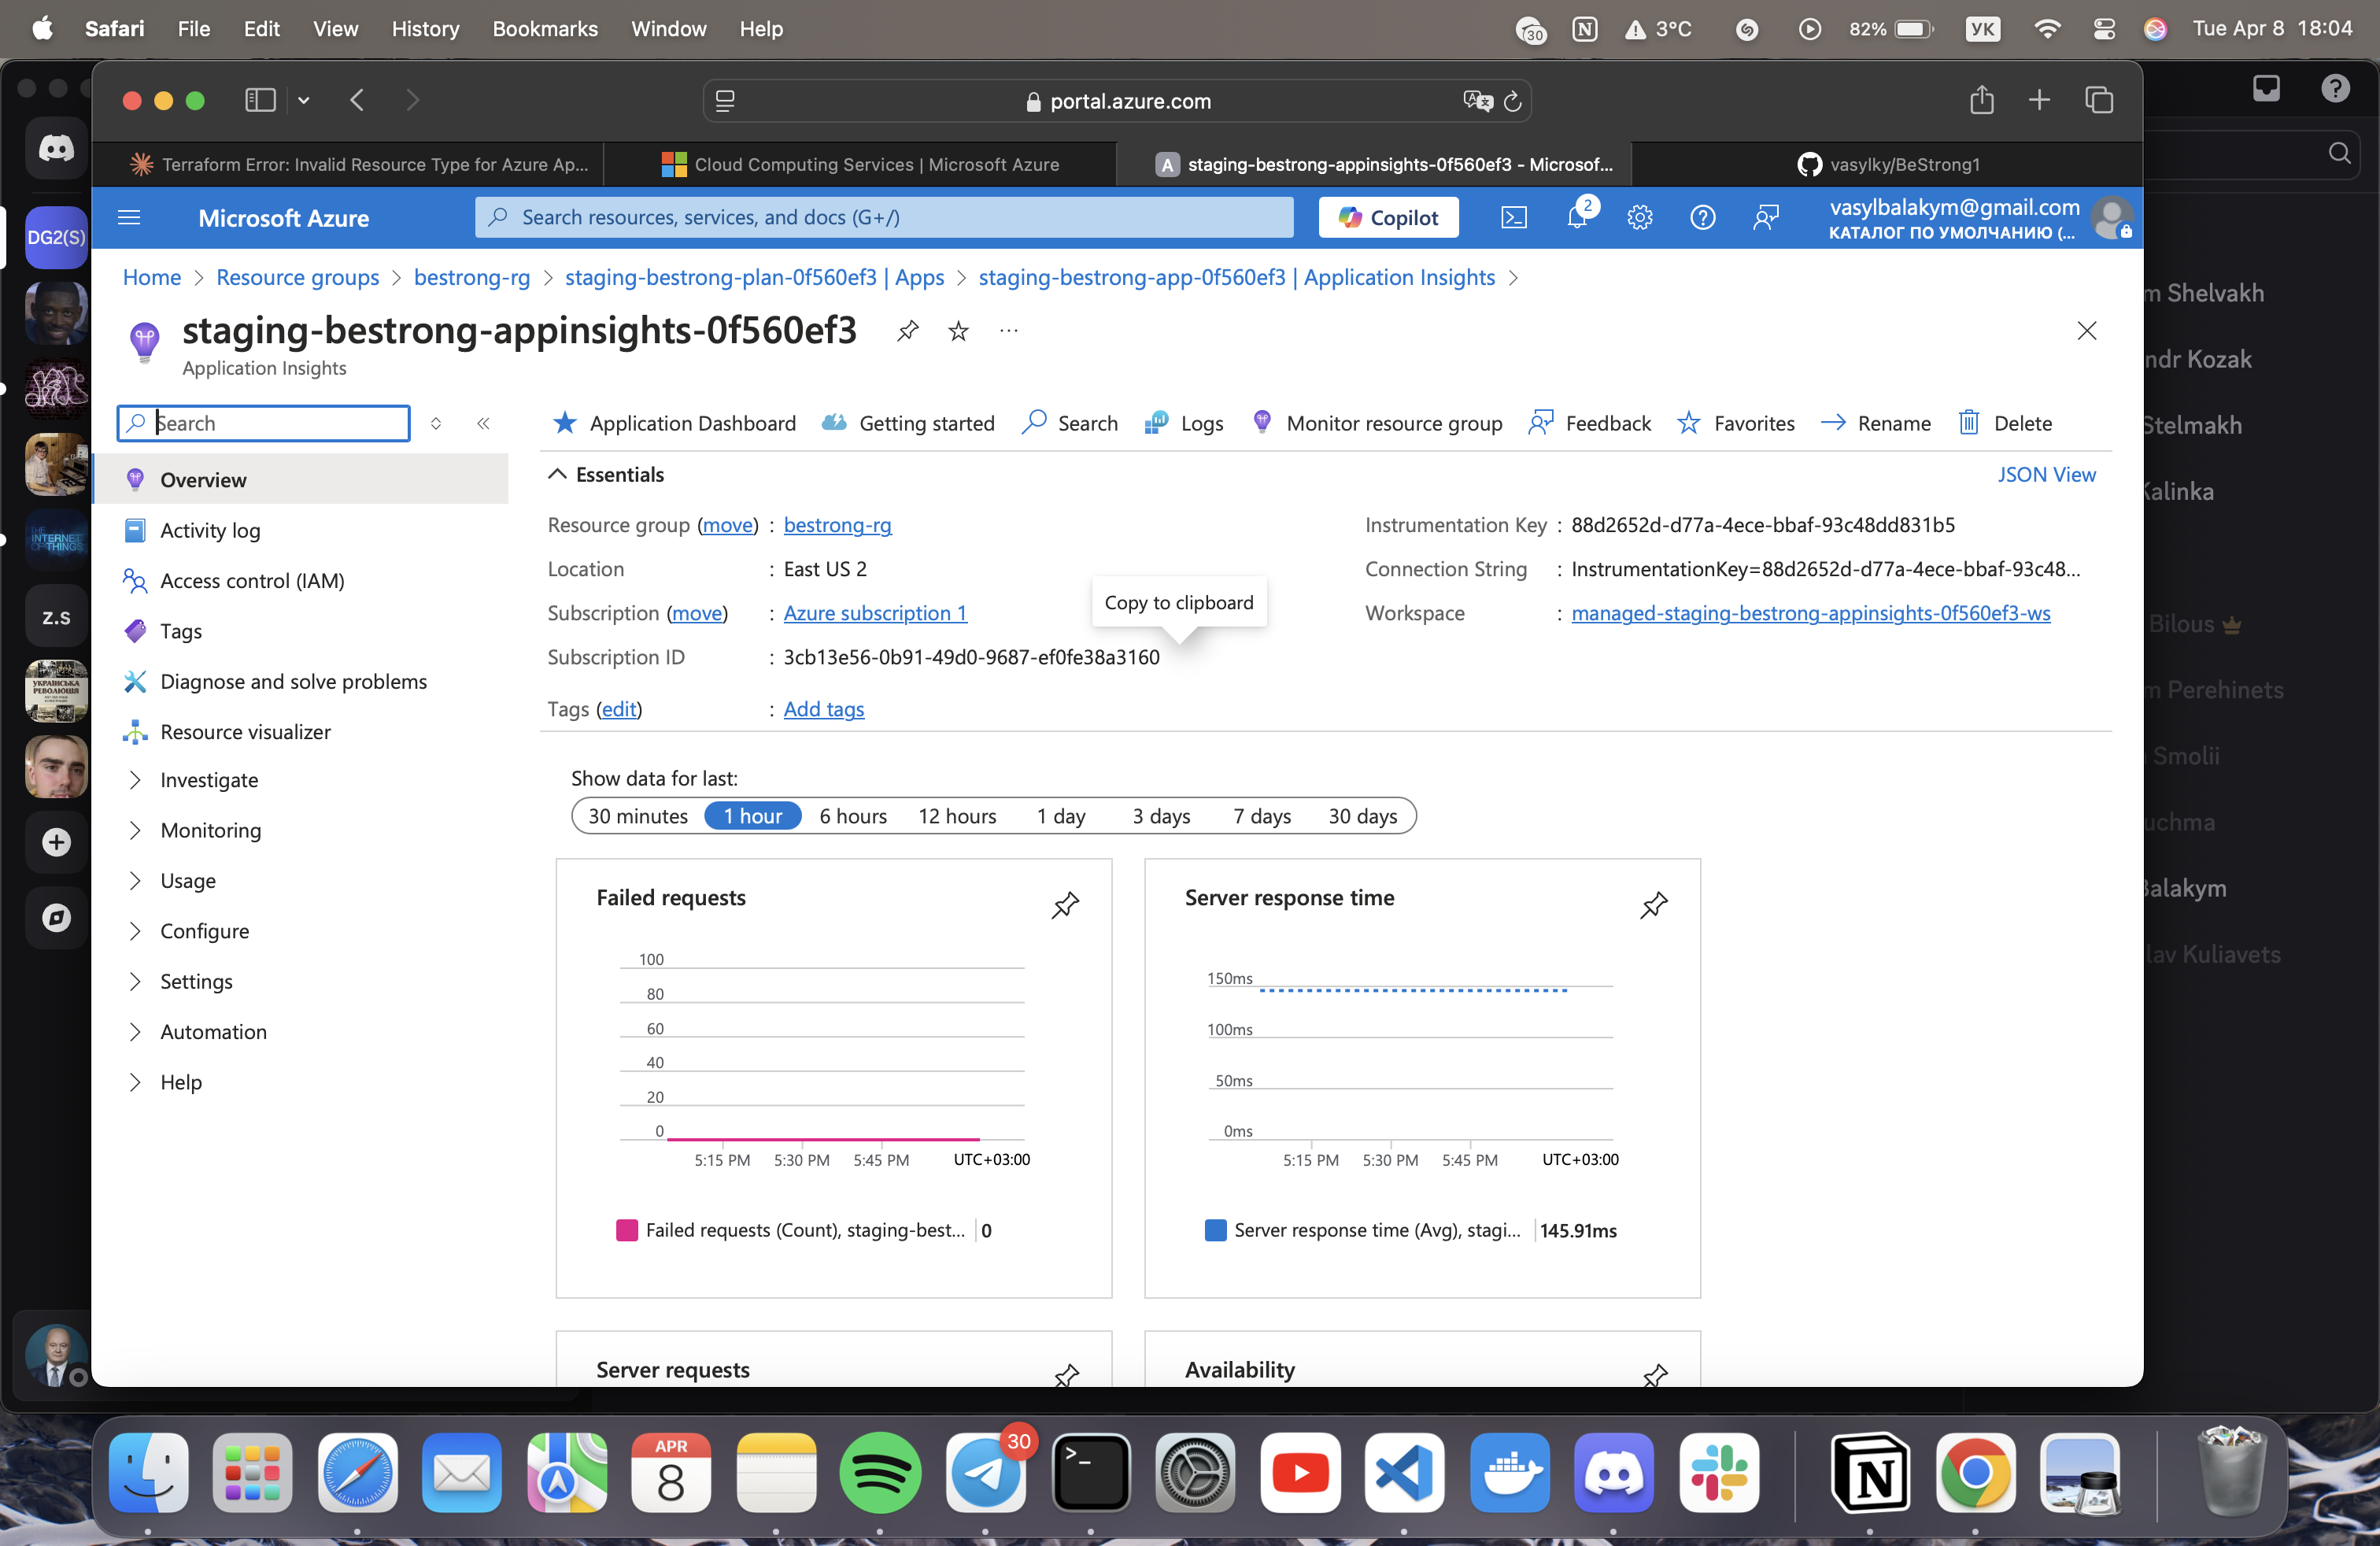 Safari File Edit View History Bookmarks Window Help 30 3°C 82% УК Tue Apr 8 18:04
portal.azure.com
Terraform Error: Invalid Resource Type for Azure Ap... Cloud Computing Services | Microsoft Azure A staging-bestrong-appinsights-0f560ef3 - Microsof... vasylky/BeStrong1
Microsoft Azure Search resources, services, and docs (G+/) Copilot 2 vasylbalakym@gmail.com
КАТАЛОГ ПО УМОЛЧАНИЮ (...
Home > Resource groups > bestrong-rg > staging-bestrong-plan-0f560ef3 | Apps > staging-bestrong-app-0f560ef3 | Application Insights >
staging-bestrong-appinsights-0f560ef3 ...
Application Insights
Search
Application Dashboard Getting started Search Logs Monitor resource group Feedback Favorites Rename Delete
Overview
Activity log
Access control (IAM)
Tags
Diagnose and solve problems
Resource visualizer
Investigate
Monitoring
Usage
Configure
Settings
Automation
Help
Essentials JSON View
Resource group (move) : bestrong-rg
Location : East US 2
Subscription (move) : Azure subscription 1
Subscription ID : 3cb13e56-0b91-49d0-9687-ef0fe38a3160
Tags (edit) : Add tags
Copy to clipboard
Instrumentation Key : 88d2652d-d77a-4ece-bbaf-93c48dd831b5
Connection String : InstrumentationKey=88d2652d-d77a-4ece-bbaf-93c48...
Workspace : managed-staging-bestrong-appinsights-0f560ef3-ws
Show data for last:
30 minutes 1 hour 6 hours 12 hours 1 day 3 days 7 days 30 days
Failed requests
100
80
60
40
20
0
5:15 PM 5:30 PM 5:45 PM UTC+03:00
Failed requests (Count), staging-best... 0
Server response time
150ms
100ms
50ms
0ms
5:15 PM 5:30 PM 5:45 PM UTC+03:00
Server response time (Avg), stagi... 145.91ms
Server requests
Availability
DG2(S)
THE INTERNET OF THINGS
z.s
УКРАЇНСЬКА РЕВОЛЮЦІЯ
m Shelvakh
ndr Kozak
Stelmakh
Kalinka
Bilous
m Perehinets
Smolii
uchma
Balakym
lav Kuliavets
APR
8
30